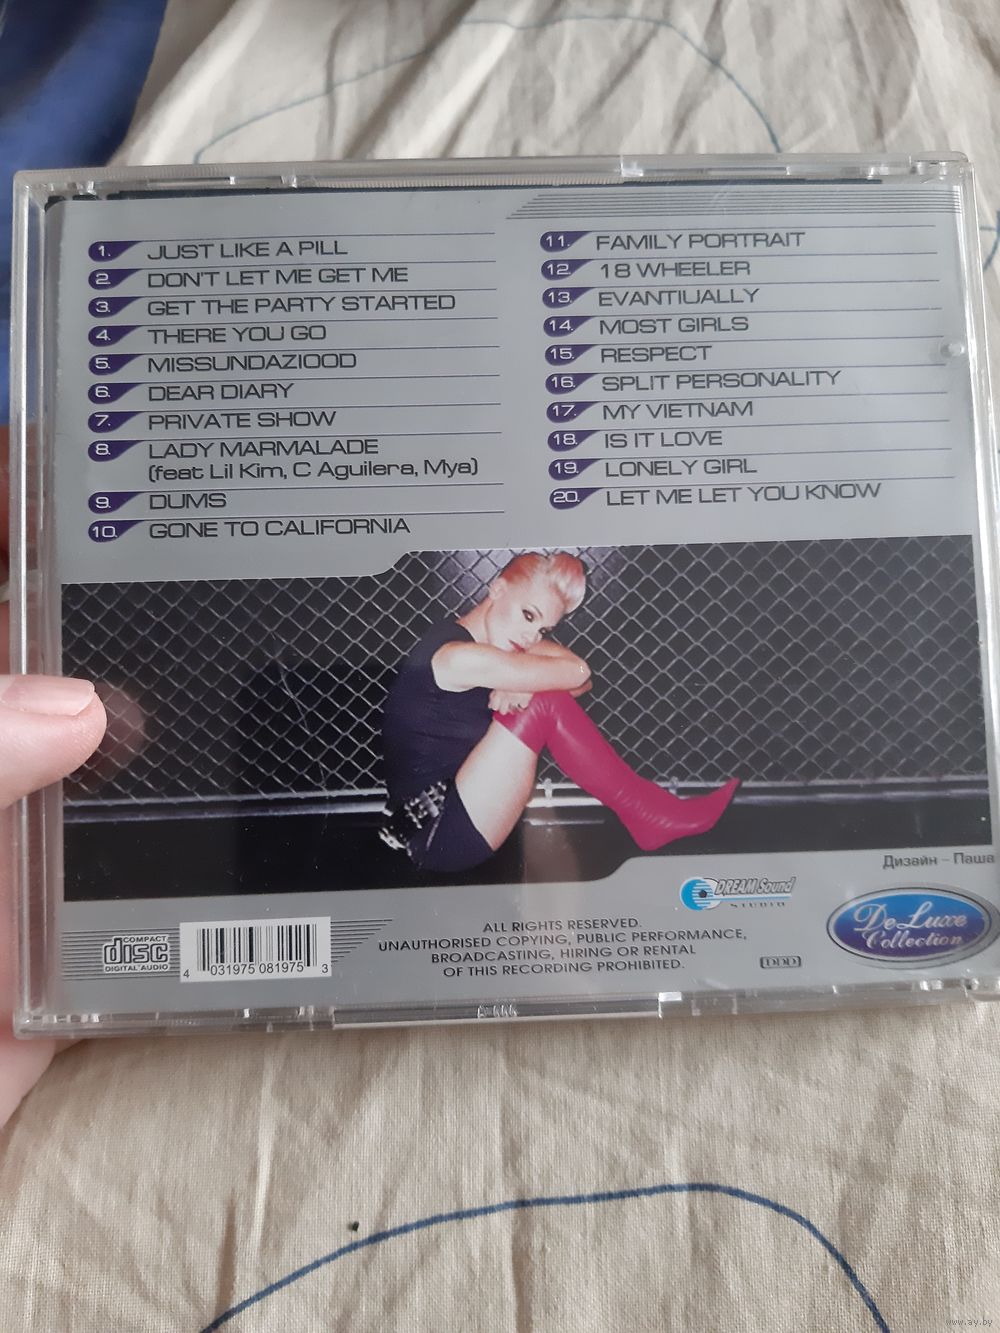 1. JUST LIKE A PILL
2. DON'T LET ME GET ME
3. GET THE PARTY STARTED
4. THERE YOU GO
5. MISSUNDAZIOOD
6. DEAR DIARY
7. PRIVATE SHOW
8. LADY MARMALADE
(feat Lil Kim, C Aguilera, Mya)
9. DUMS
10. GONE TO CALIFORNIA
11. FAMILY PORTRAIT
12. 18 WHEELER
13. EVANTIUALLY
14. MOST GIRLS
15. RESPECT
16. SPLIT PERSONALITY
17. MY VIETNAM
18. IS IT LOVE
19. LONELY GIRL
20. LET ME LET YOU KNOW
Дизайн - Паша
DREAM Sound
STUDIO
De-Luxe
Collection
COMPACT
disc
DIGITAL AUDIO
4 031975 081975 3
ALL RIGHTS RESERVED.
UNAUTHORISED COPYING, PUBLIC PERFORMANCE,
BROADCASTING, HIRING OR RENTAL
OF THIS RECORDING PROHIBITED.
DDD
www.ay.by